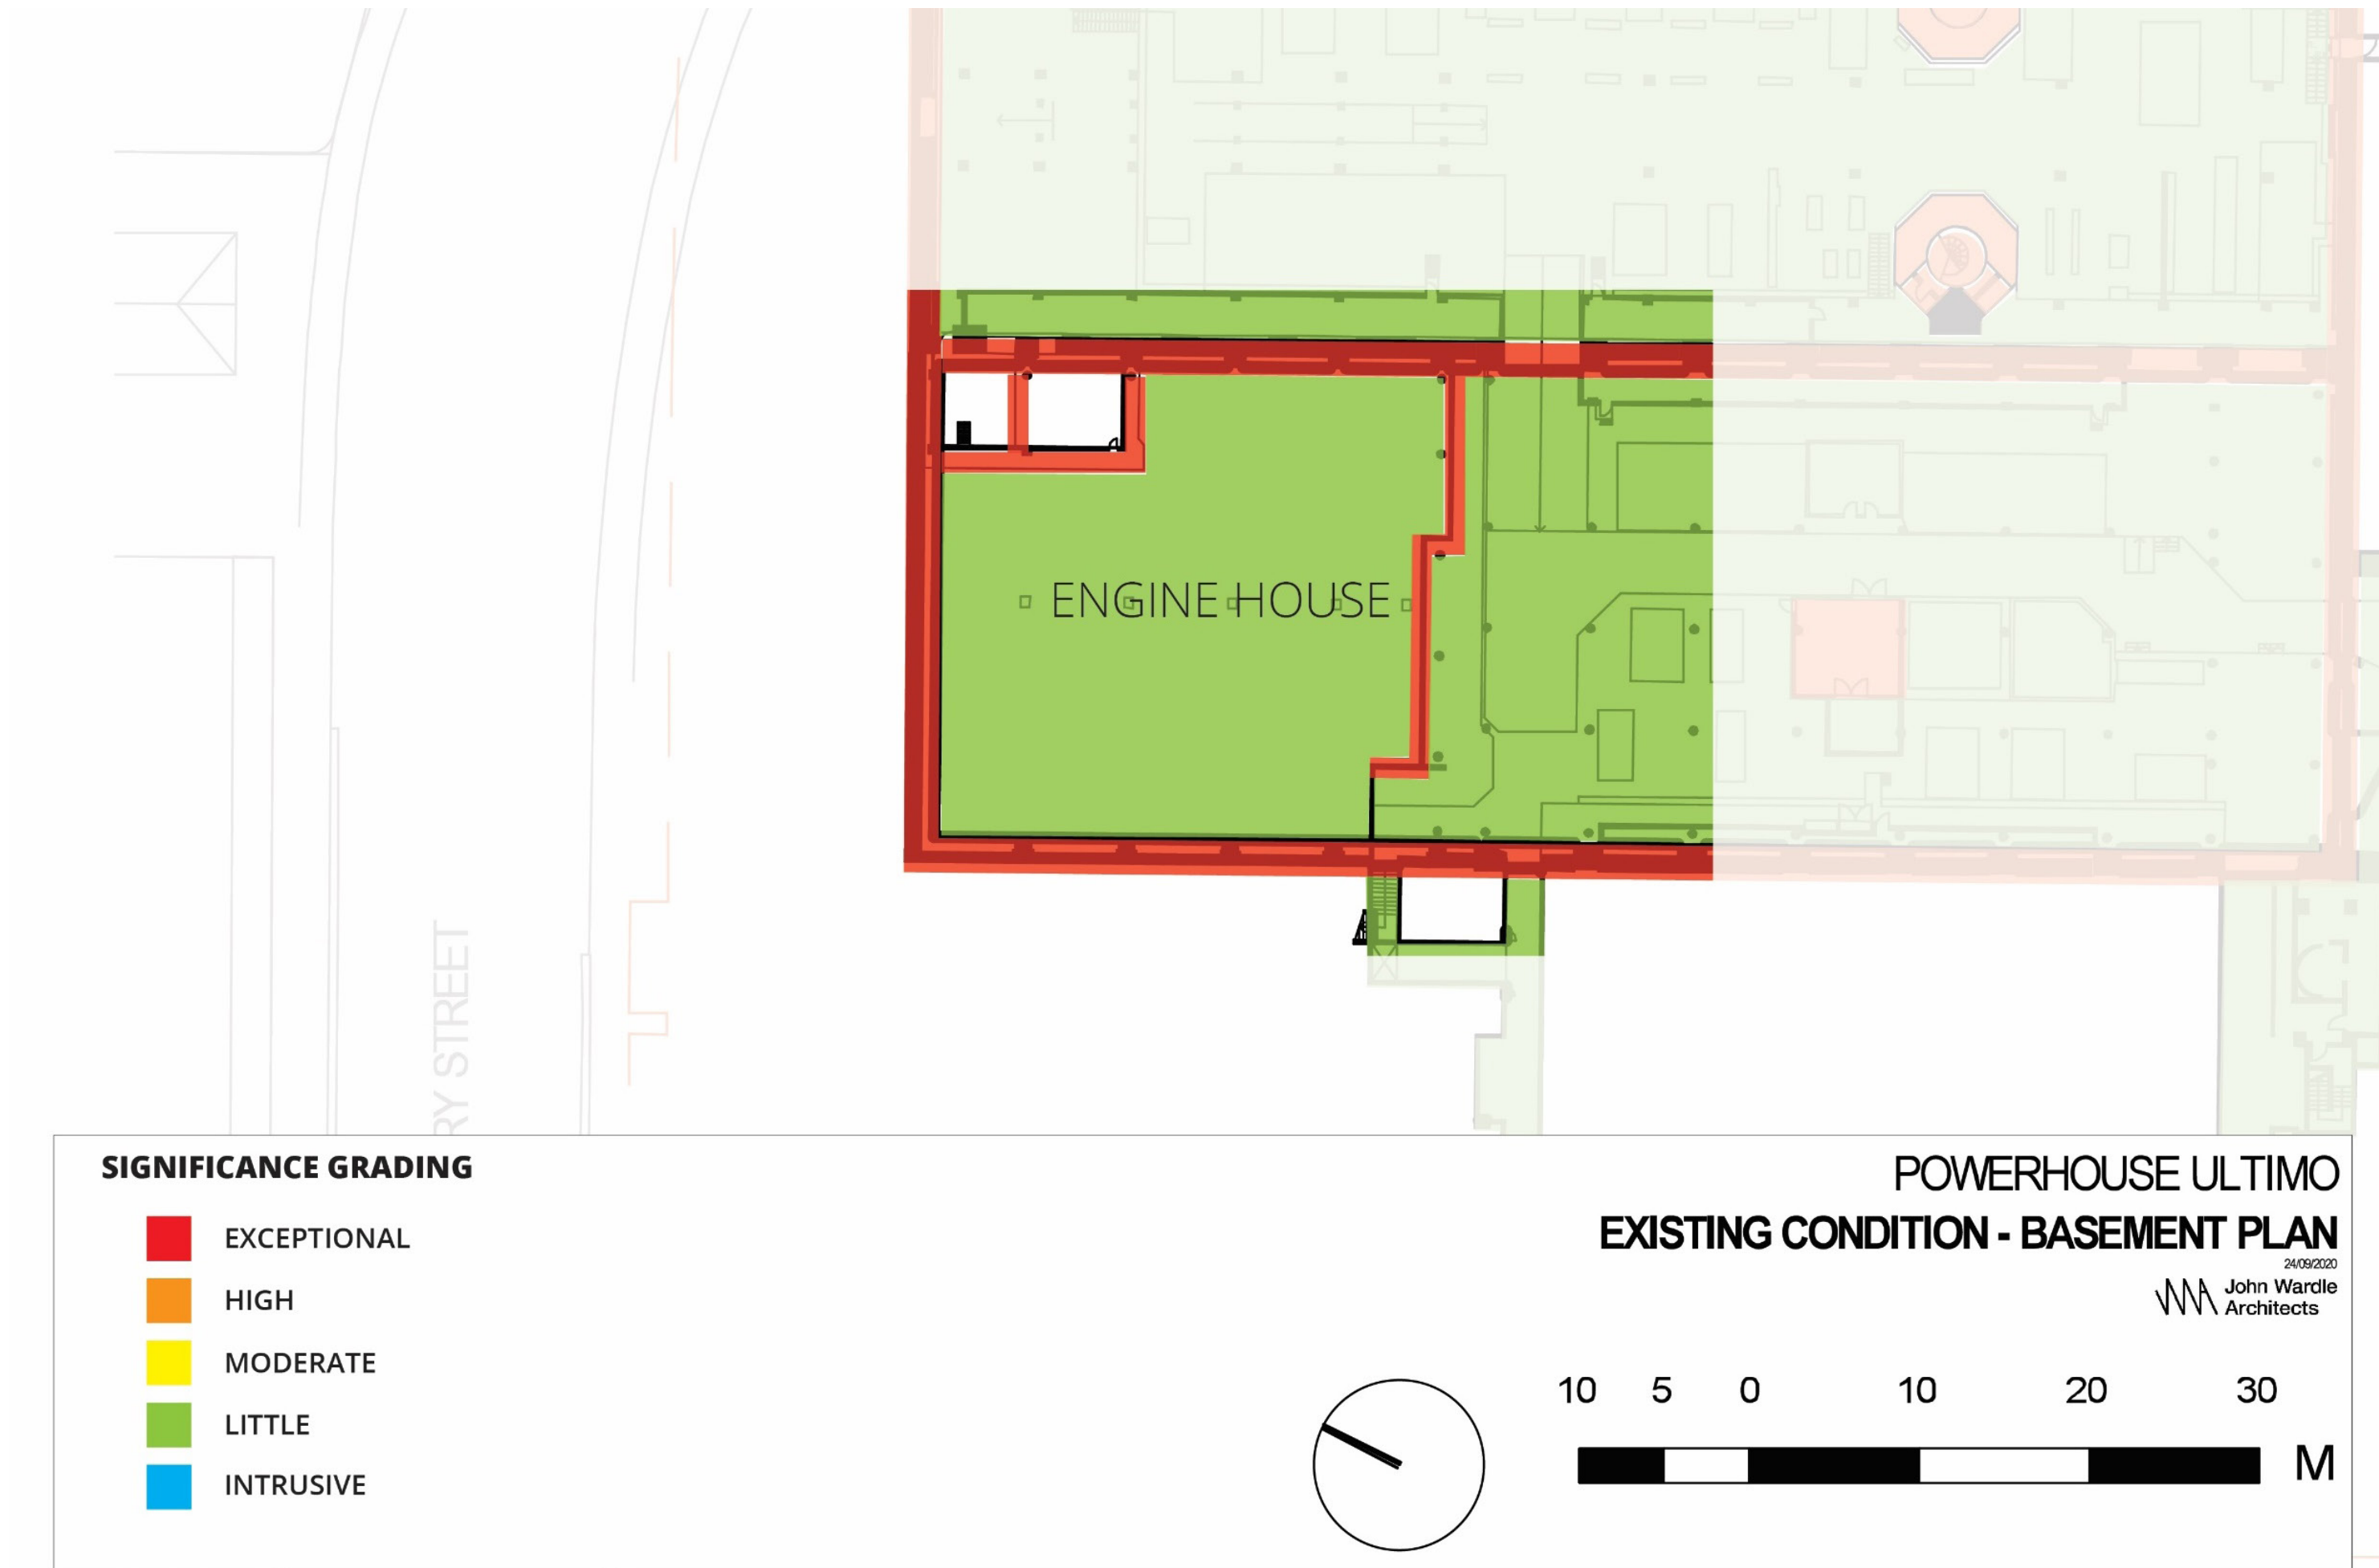 ENGINE HOUSE
RY STREET
SIGNIFICANCE GRADING
EXCEPTIONAL
HIGH
MODERATE
LITTLE
INTRUSIVE
POWERHOUSE ULTIMO
EXISTING CONDITION - BASEMENT PLAN
24/09/2020
John Wardle
Architects
10 5 0 10 20 30
M